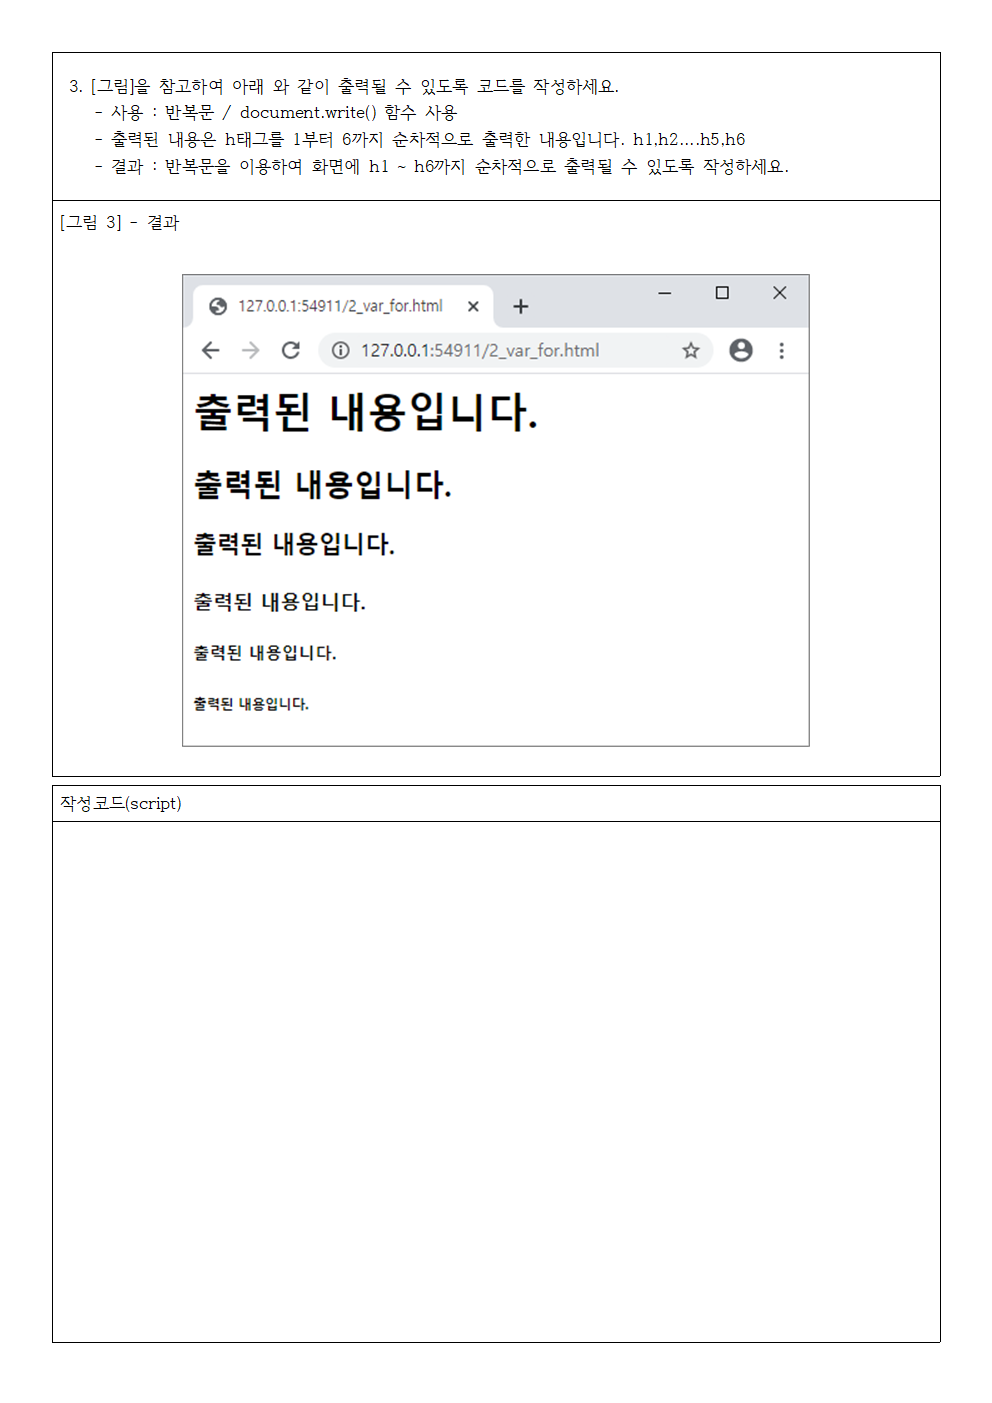 3. [그림]을 참고하여 아래 와 같이 출력될 수 있도록 코드를 작성하세요.
- 사용 : 반복문 / document.write() 함수 사용
- 출력된 내용은 h태그를 1부터 6까지 순차적으로 출력한 내용입니다. h1,h2....h5,h6
- 결과 : 반복문을 이용하여 화면에 h1 ~ h6까지 순차적으로 출력될 수 있도록 작성하세요.
[그림 3] - 결과
127.0.0.1:54911/2_var_for.html
127.0.0.1:54911/2_var_for.html
출력된 내용입니다.
출력된 내용입니다.
출력된 내용입니다.
출력된 내용입니다.
출력된 내용입니다.
출력된 내용입니다.
작성코드(script)